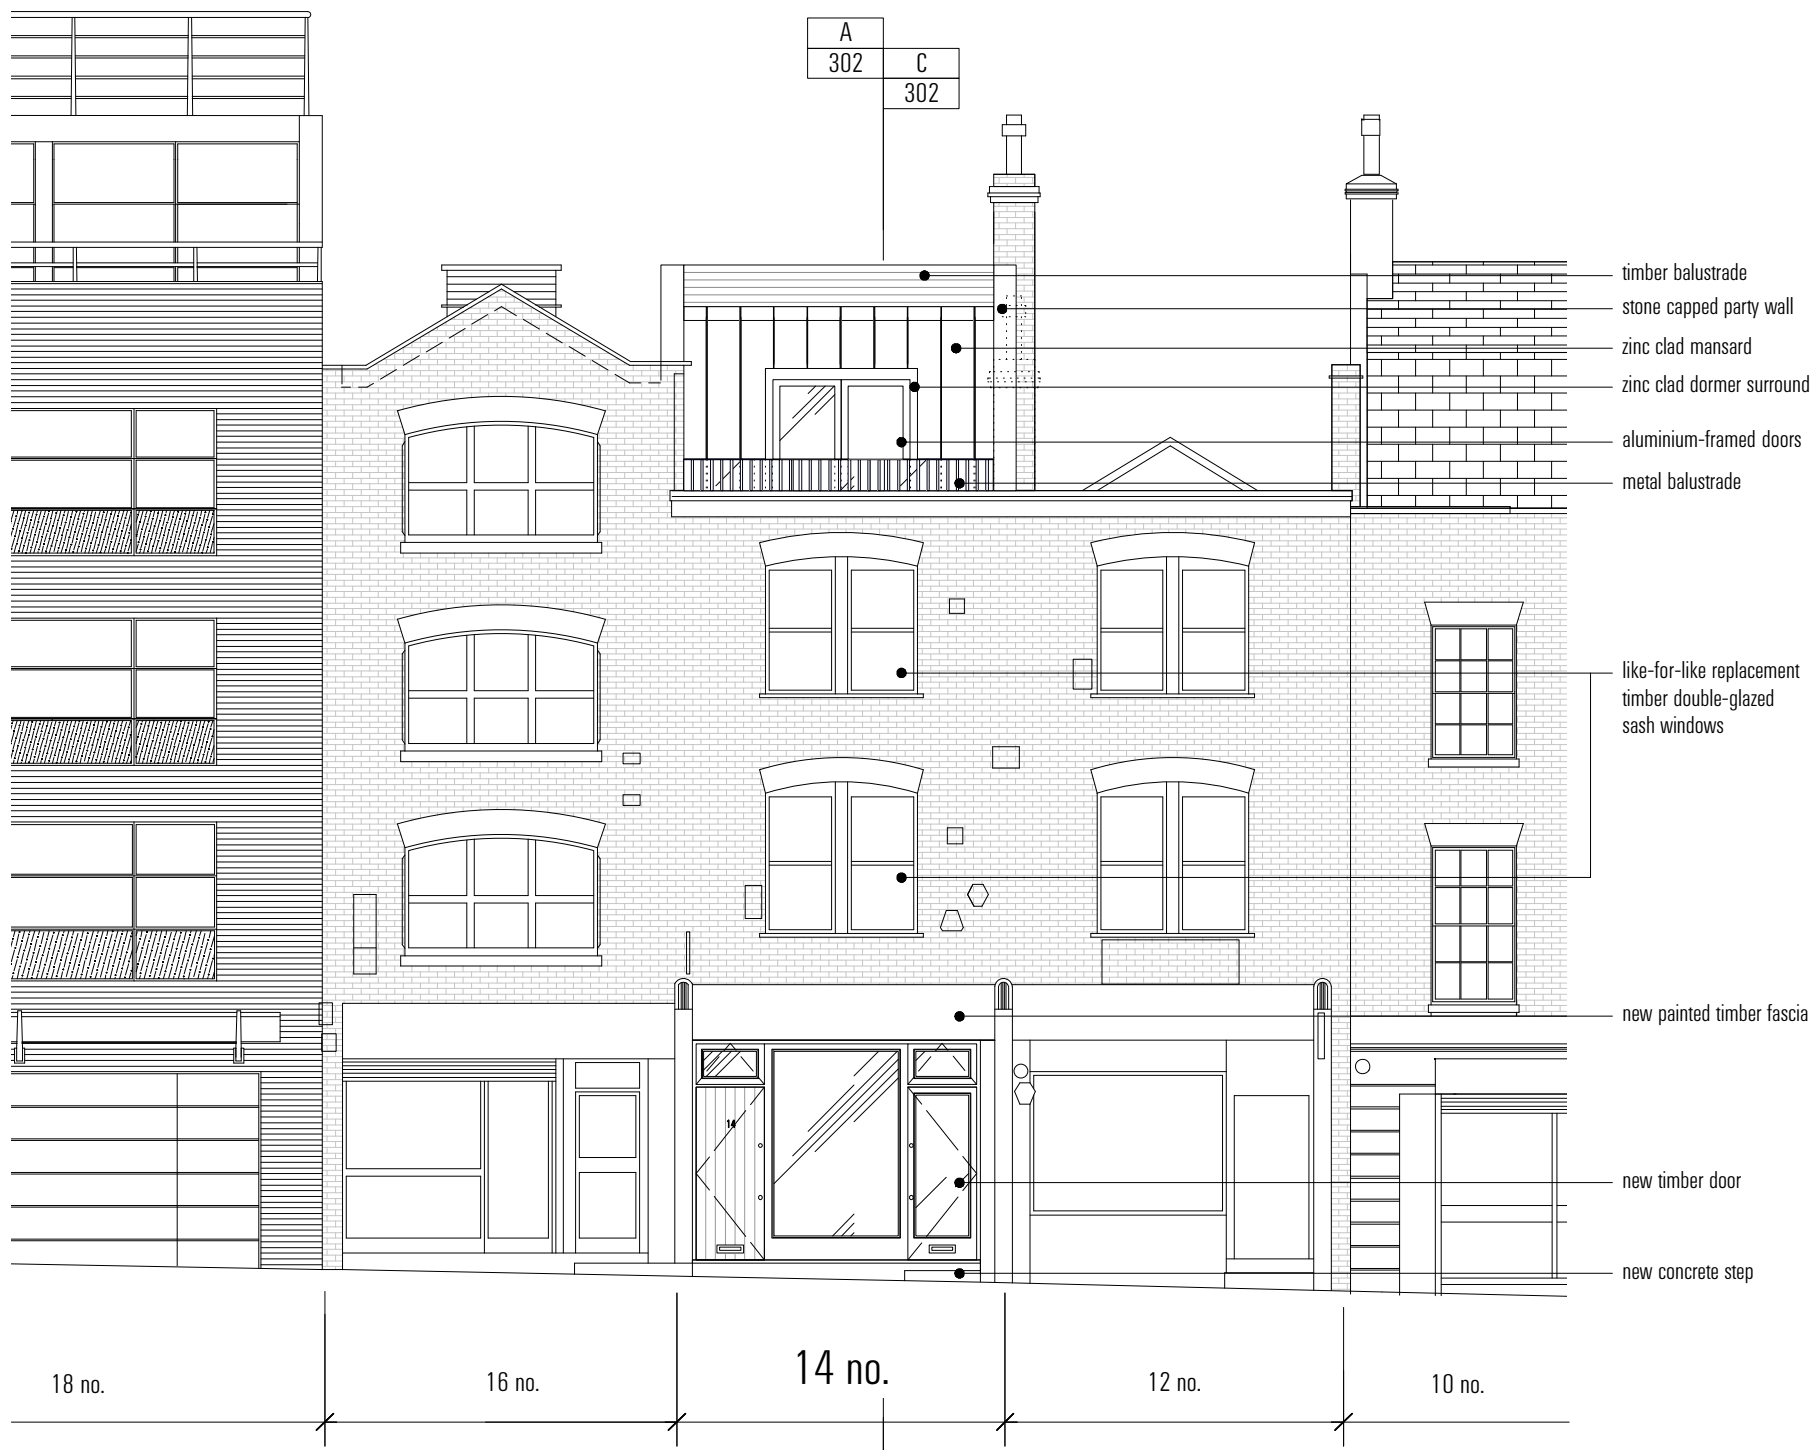 A
302
C
302
timber balustrade
stone capped party wall
zinc clad mansard
zinc clad dormer surround
aluminium-framed doors
metal balustrade
like-for-like replacement
timber double-glazed
sash windows
new painted timber fascia
14
new timber door
new concrete step
18 no.
16 no.
14 no.
12 no.
10 no.